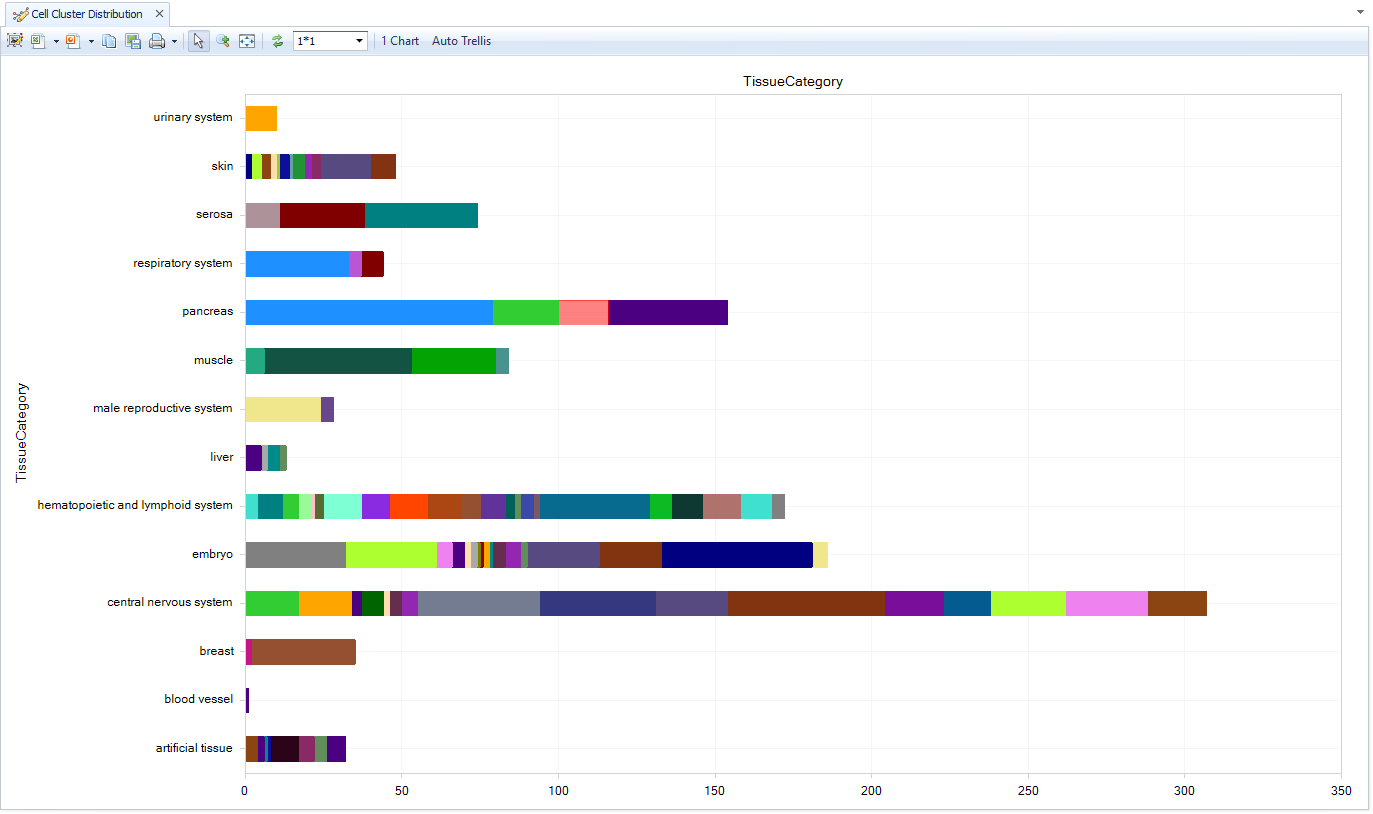 Cell Cluster Distribution
1*1
1 Chart
Auto Trellis
TissueCategory
TissueCategory
urinary system
skin
serosa
respiratory system
pancreas
muscle
male reproductive system
liver
hematopoietic and lymphoid system
embryo
central nervous system
breast
blood vessel
artificial tissue
0 50 100 150 200 250 300 350